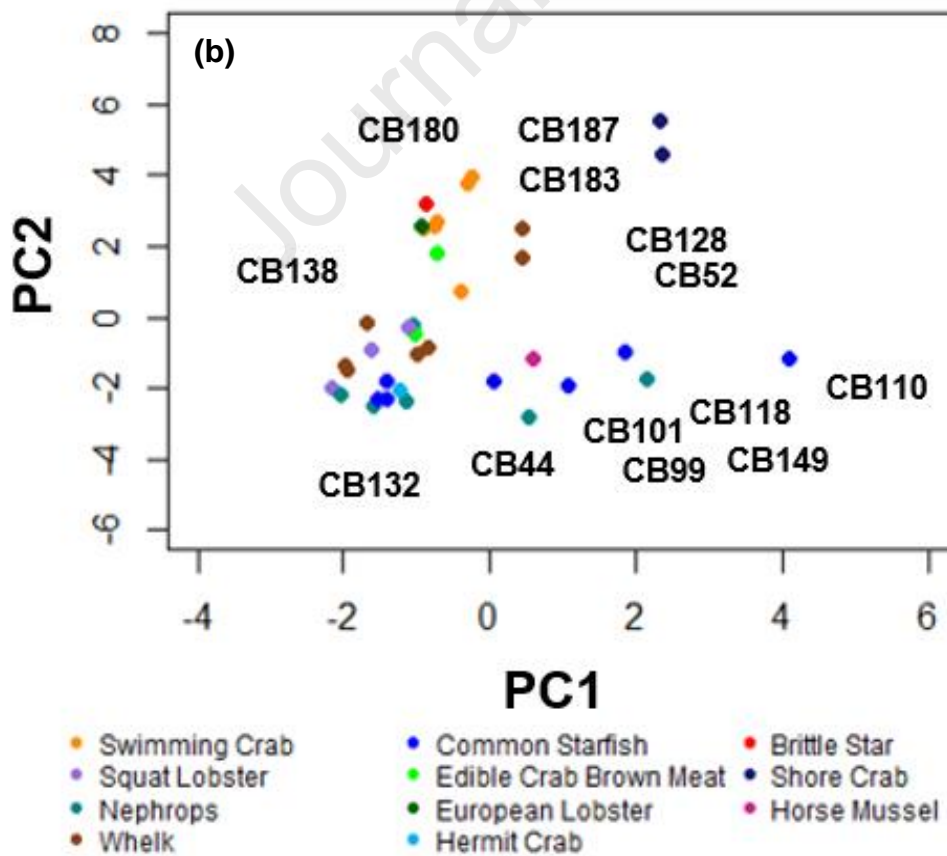 Journal
(b)
8
6
4
2
0
-2
-4
-6
PC2
CB180 CB187
CB183
CB128
CB138 CB52
CB110
CB118
CB101
CB44 CB99 CB149
CB132
-4 -2 0 2 4 6
PC1
Swimming Crab Common Starfish Brittle Star
Squat Lobster Edible Crab Brown Meat Shore Crab
Nephrops European Lobster Horse Mussel
Whelk Hermit Crab